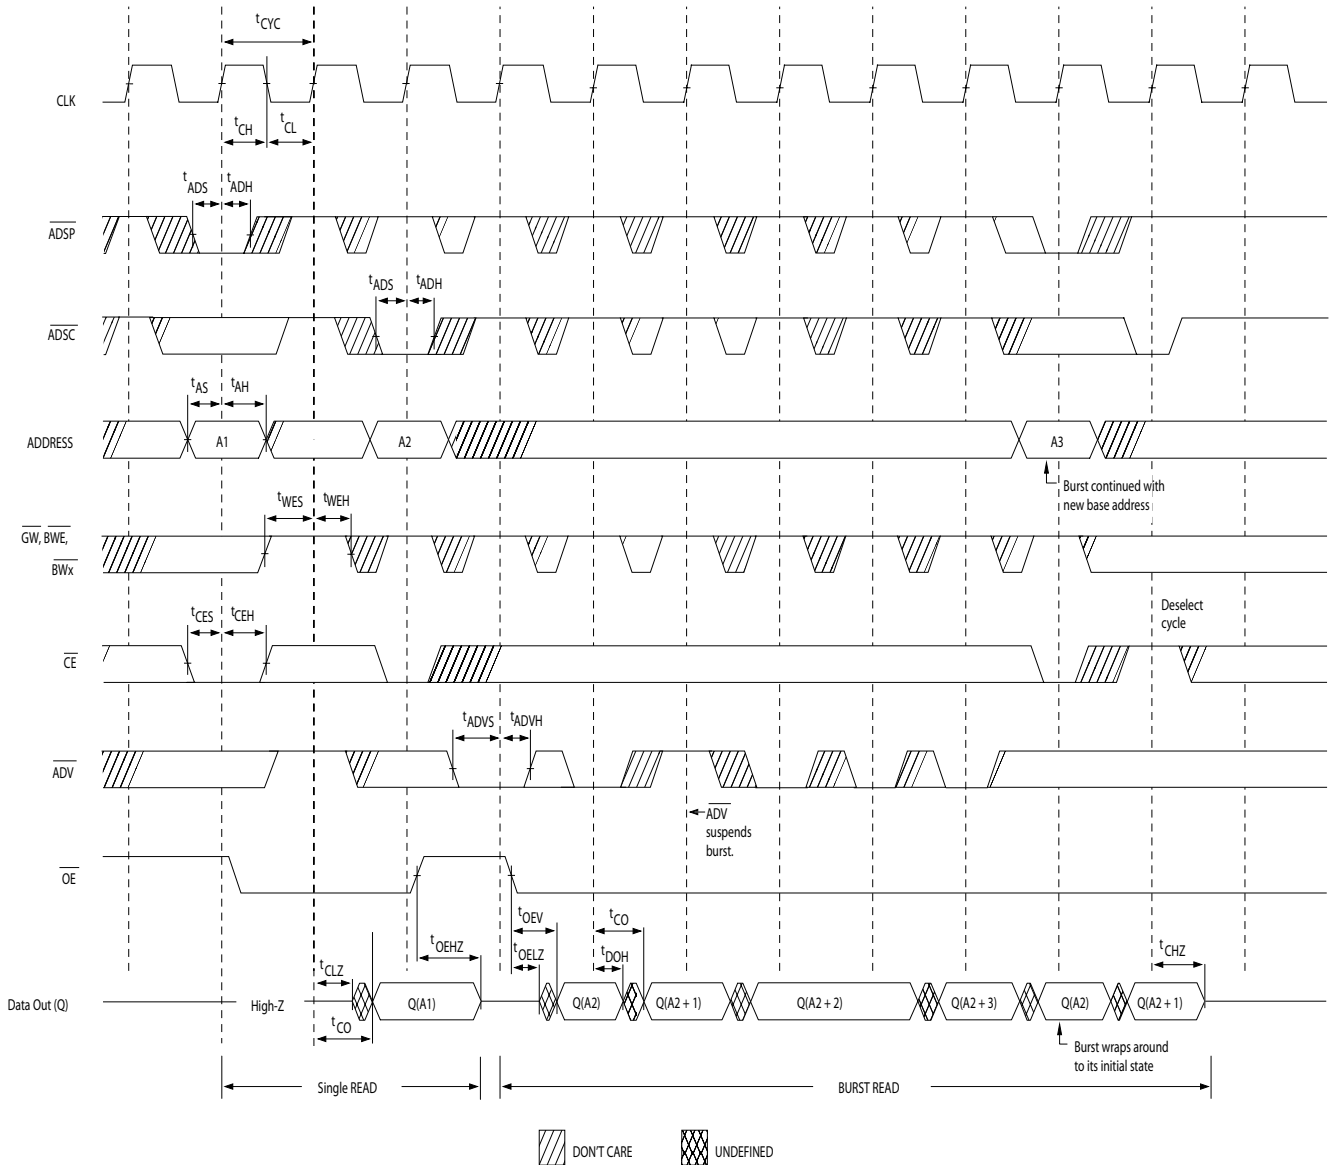 tCYC
CLK
tCH
tCL
tADS
tADH
ADSP
tADS
tADH
ADSC
tAS
tAH
ADDRESS
A1
A2
A3
Burst continued with
new base address
tWES
tWEH
GW, BWE,
BWx
tCES
tCEH
Deselect
cycle
CE
tADVS
tADVH
ADV
ADV
suspends
burst.
OE
tOEV
tCO
tOEHZ
tOELZ
tDOH
tCHZ
tCLZ
Data Out (Q)
High-Z
Q(A1)
Q(A2)
Q(A2 + 1)
Q(A2 + 2)
Q(A2 + 3)
Q(A2)
Q(A2 + 1)
tCO
Burst wraps around
to its initial state
Single READ
BURST READ
DON'T CARE
UNDEFINED